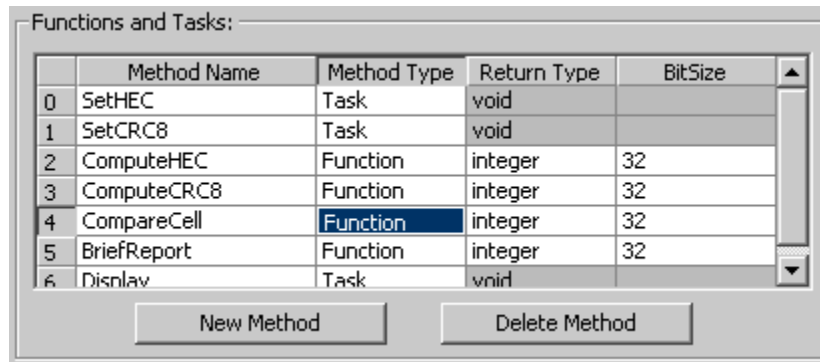 Functions and Tasks:
Method Name Method Type Return Type BitSize
0 SetHEC Task void
1 SetCRC8 Task void
2 ComputeHEC Function integer 32
3 ComputeCRC8 Function integer 32
4 CompareCell Function integer 32
5 BriefReport Function integer 32
6 Display Task void
New Method Delete Method